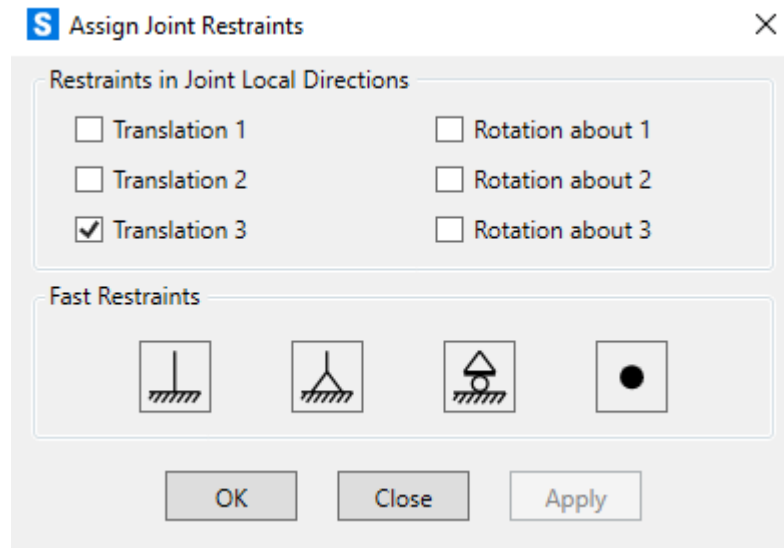 S Assign Joint Restraints
Restraints in Joint Local Directions
Translation 1 Rotation about 1
Translation 2 Rotation about 2
Translation 3 Rotation about 3
Fast Restraints
OK Close Apply